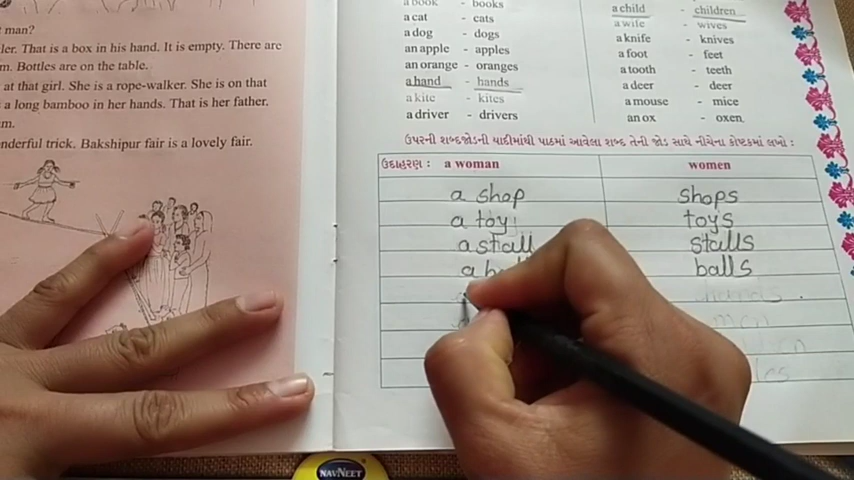 t man?
ler. That is a box in his hand. It is empty. There are
m. Bottles are on the table.
at that girl. She is a rope-walker. She is on that
a long bamboo in her hands. That is her father.
m.
nderful trick. Bakshipur fair is a lovely fair.
a book - books
a cat - cats
a dog - dogs
an apple - apples
an orange - oranges
a hand - hands
a kite - kites
a driver - drivers
a child - children
a wife - wives
a knife - knives
a foot - feet
a tooth - teeth
a deer - deer
a mouse - mice
an ox - oxen
ઉપરની શબ્દજોડની યાદીમાંથી પાઠમાં આવેલા શબ્દ તેની જોડ સાથે નીચેના કોષ્ટકમાં લખો :
ઉદાહરણ : a woman women
a shop shops
a toy toys
a stall stalls
a ball balls
hands
men
NAVNEET